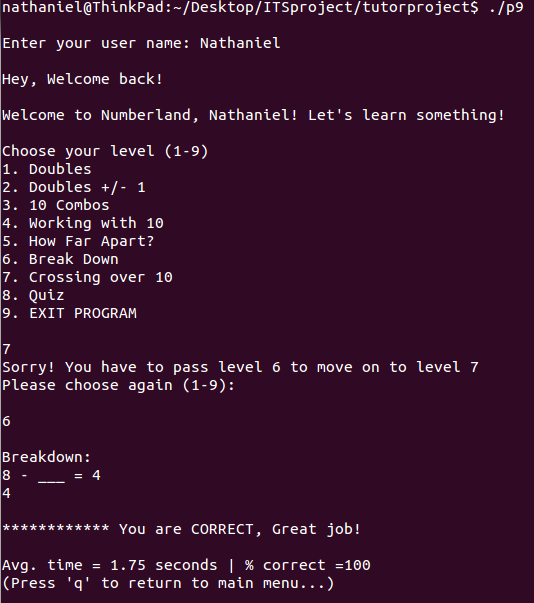 nathaniel@ThinkPad:~/Desktop/ITSproject/tutorproject$ ./p9
Enter your user name: Nathaniel
Hey, Welcome back!
Welcome to Numberland, Nathaniel! Let's learn something!
Choose your level (1-9)
1. Doubles
2. Doubles +/- 1
3. 10 Combos
4. Working with 10
5. How Far Apart?
6. Break Down
7. Crossing over 10
8. Quiz
9. EXIT PROGRAM
7
Sorry! You have to pass level 6 to move on to level 7
Please choose again (1-9):
6
Breakdown:
8 - ___ = 4
4
************ You are CORRECT, Great job!
Avg. time = 1.75 seconds | % correct =100
(Press 'q' to return to main menu...)